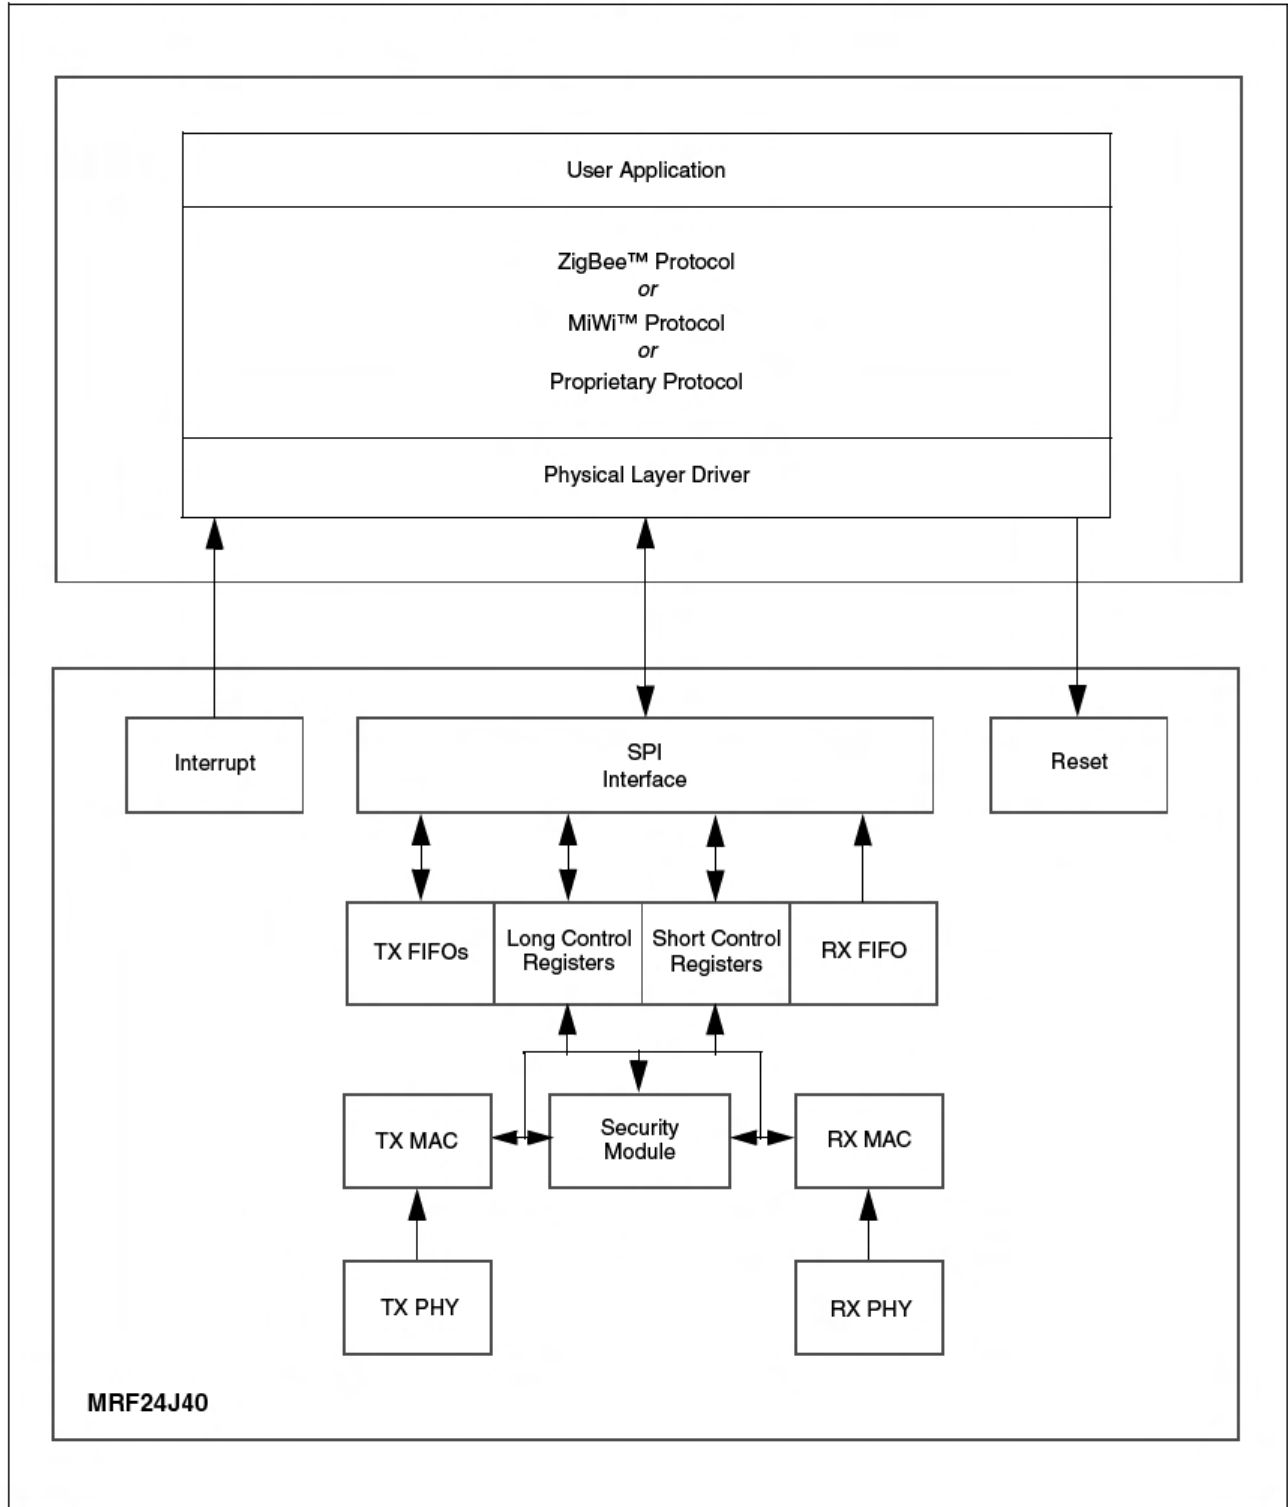 User Application
ZigBee™ Protocol
or
MiWi™ Protocol
or
Proprietary Protocol
Physical Layer Driver
Interrupt
SPI
Interface
Reset
TX FIFOs
Long Control
Registers
Short Control
Registers
RX FIFO
TX MAC
Security
Module
RX MAC
TX PHY
RX PHY
MRF24J40